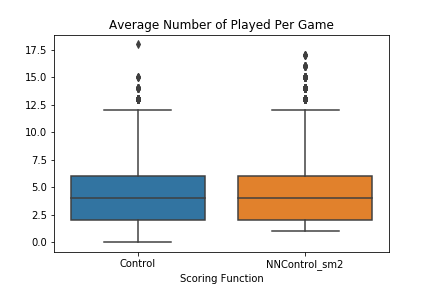 Average Number of Played Per Game
17.5
15.0
12.5
10.0
7.5
5.0
2.5
0.0
Control NNControl_sm2
Scoring Function